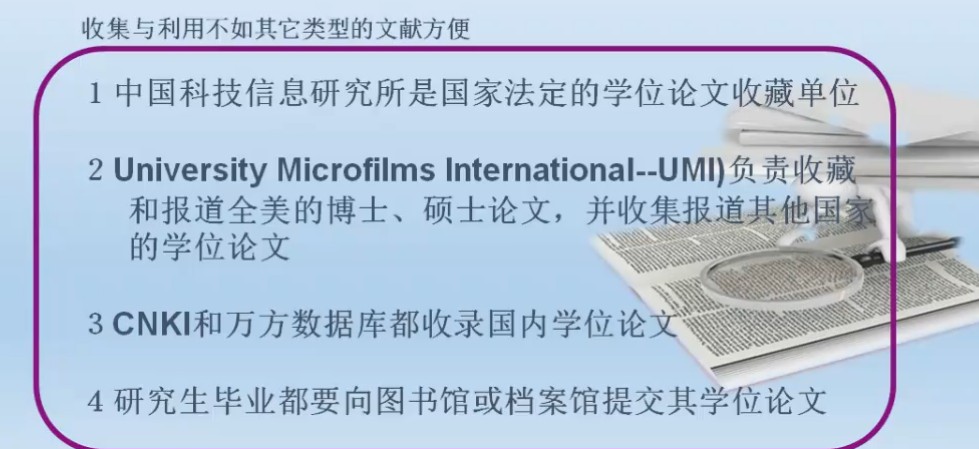 收集与利用不如其它类型的文献方便
1 中国科技信息研究所是国家法定的学位论文收藏单位
2 University Microfilms International--UMI)负责收藏
和报道全美的博士、硕士论文，并收集报道其他国家
的学位论文
3 CNKI和万方数据库都收录国内学位论文
4 研究生毕业都要向图书馆或档案馆提交其学位论文